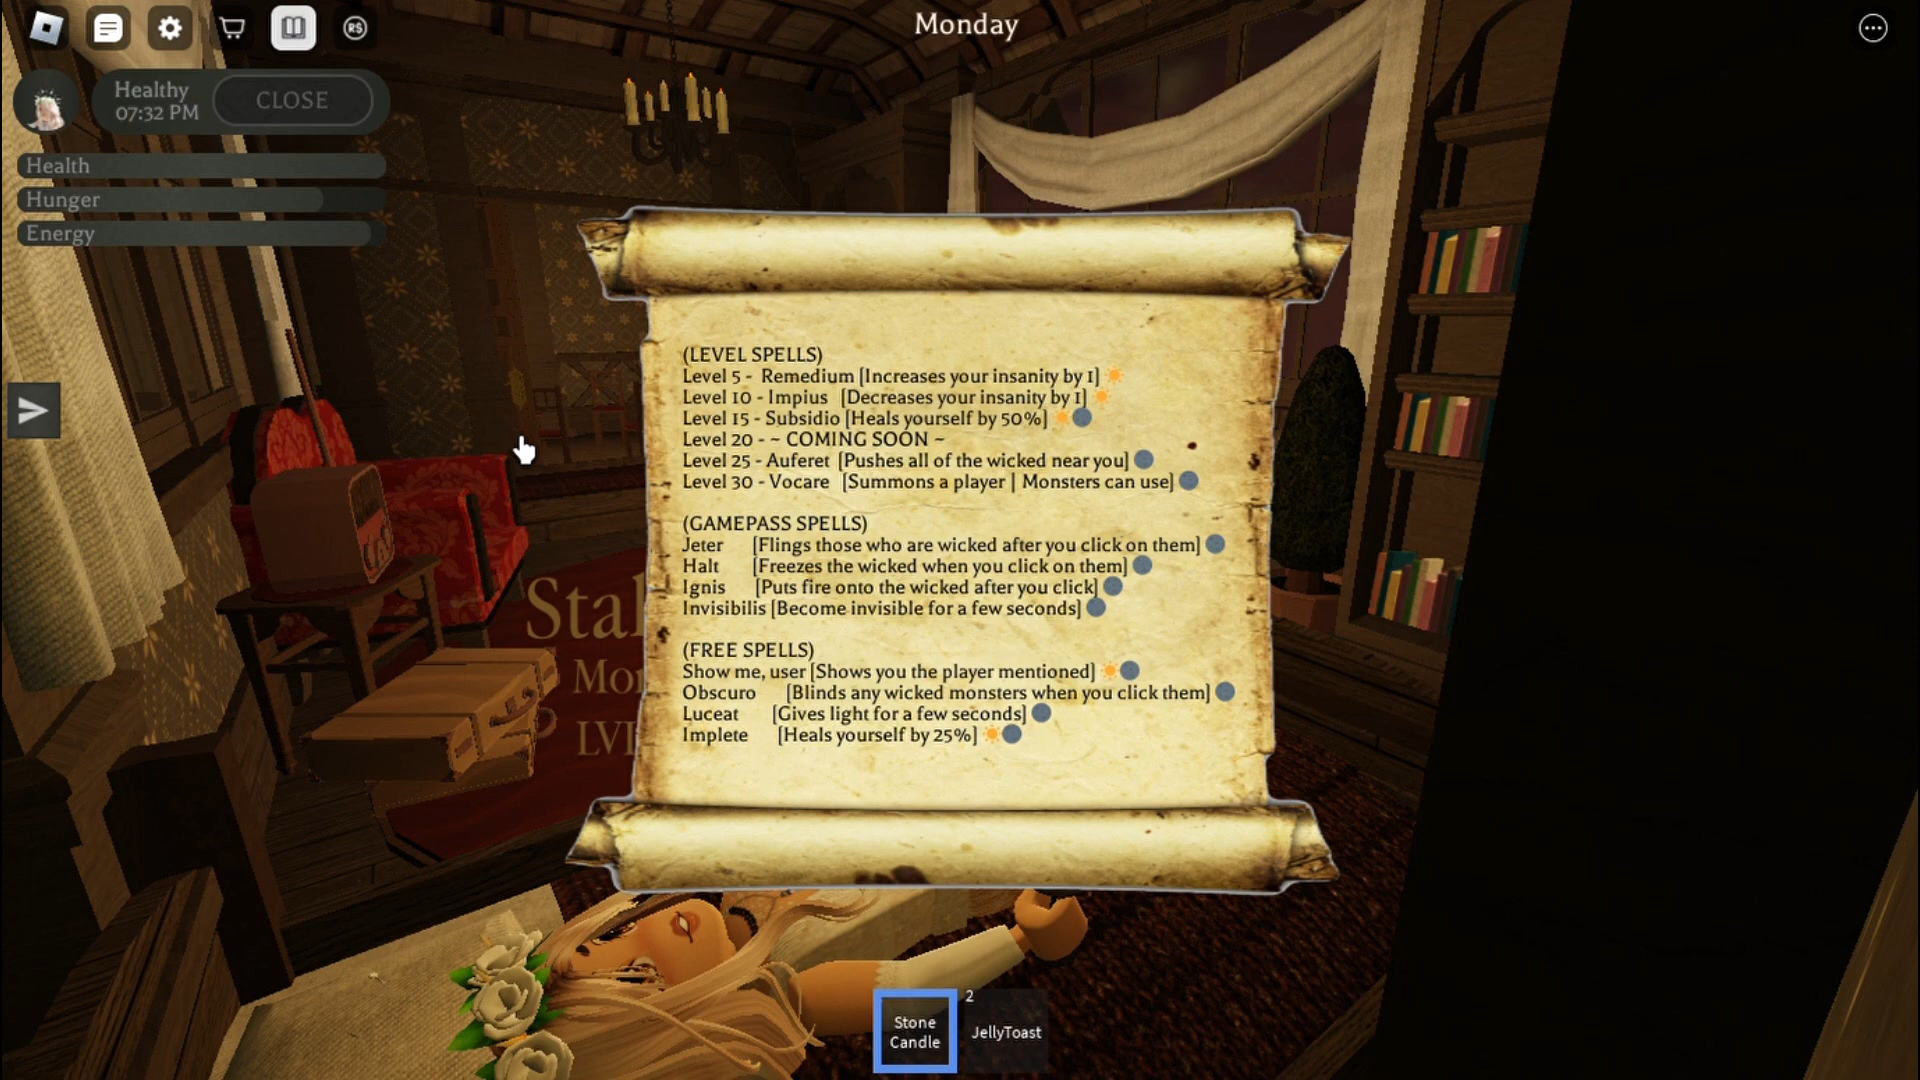 Monday
Healthy
07:32 PM
CLOSE
Health
Hunger
Energy
(LEVEL SPELLS)
Level 5 - Remedium [Increases your insanity by 1]
Level 10 - Impius [Decreases your insanity by 1]
Level 15 - Subsidio [Heals yourself by 50%]
Level 20 - ~ COMING SOON ~
Level 25 - Auferet [Pushes all of the wicked near you]
Level 30 - Vocare [Summons a player | Monsters can use]
(GAMEPASS SPELLS)
Jeter [Flings those who are wicked after you click on them]
Halt [Freezes the wicked when you click on them]
Ignis [Puts fire onto the wicked after you click]
Invisibilis [Become invisible for a few seconds]
(FREE SPELLS)
Show me, user [Shows you the player mentioned]
Obscuro [Blinds any wicked monsters when you click them]
Luceat [Gives light for a few seconds]
Implete [Heals yourself by 25%]
2
Stone
Candle
JellyToast